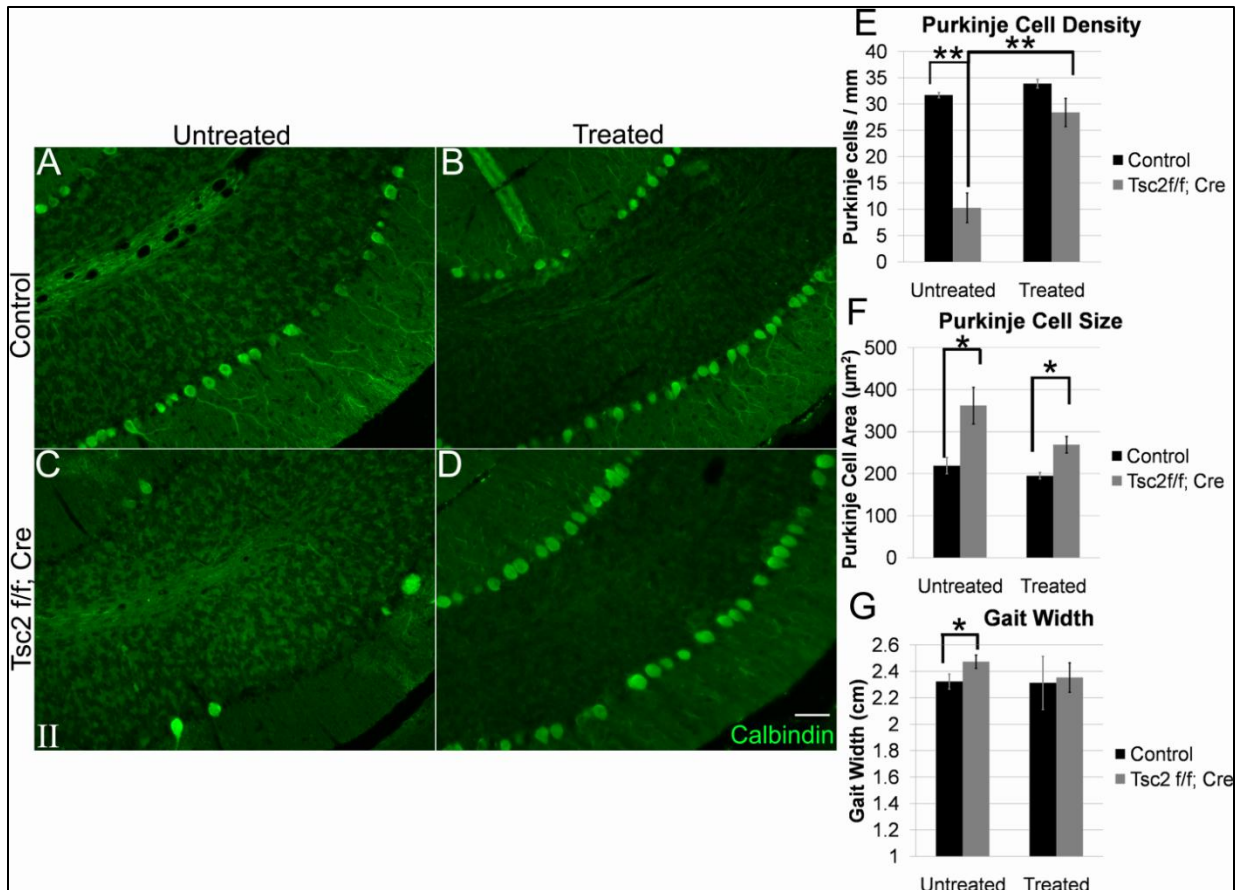 Untreated
Treated
Control
Tsc2 f/f; Cre
A
B
C
D
II
Calbindin
E
Purkinje Cell Density
**
**
Purkinje cells / mm
40
35
30
25
20
15
10
5
0
Untreated Treated
Control
Tsc2f/f; Cre
F
Purkinje Cell Size
*
*
Purkinje Cell Area (µm²)
500
400
300
200
100
0
Untreated Treated
Control
Tsc2f/f; Cre
G
Gait Width
*
Gait Width (cm)
2.6
2.4
2.2
2
1.8
1.6
1.4
1.2
1
Untreated Treated
Control
Tsc2 f/f; Cre